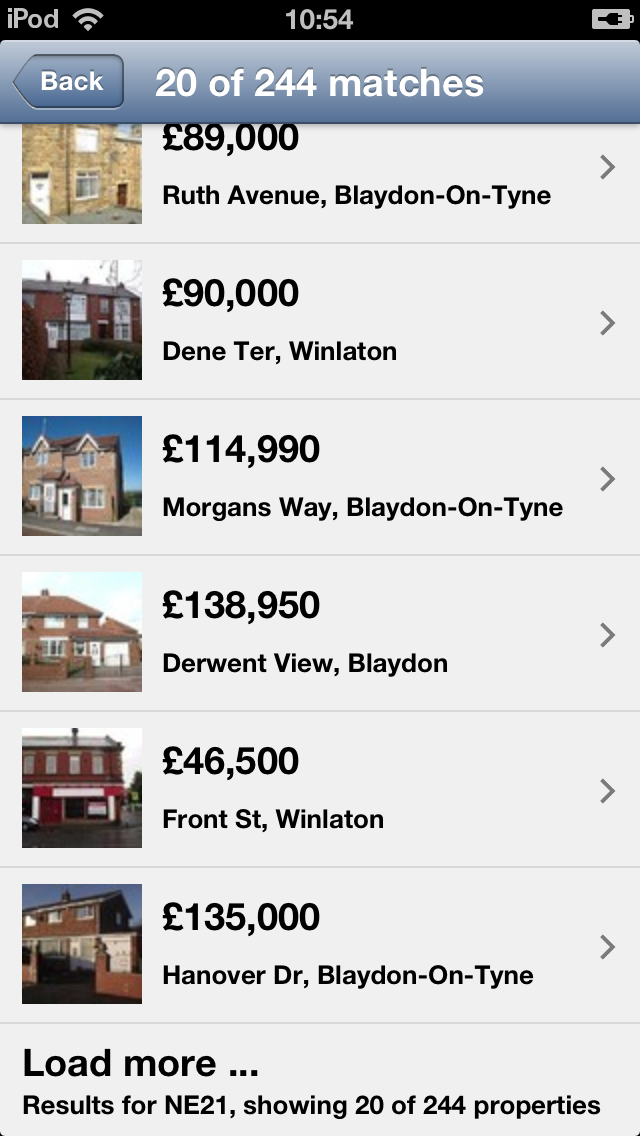 iPod 10:54
Back 20 of 244 matches
£89,000
Ruth Avenue, Blaydon-On-Tyne
£90,000
Dene Ter, Winlaton
£114,990
Morgans Way, Blaydon-On-Tyne
£138,950
Derwent View, Blaydon
£46,500
Front St, Winlaton
£135,000
Hanover Dr, Blaydon-On-Tyne
Load more ...
Results for NE21, showing 20 of 244 properties